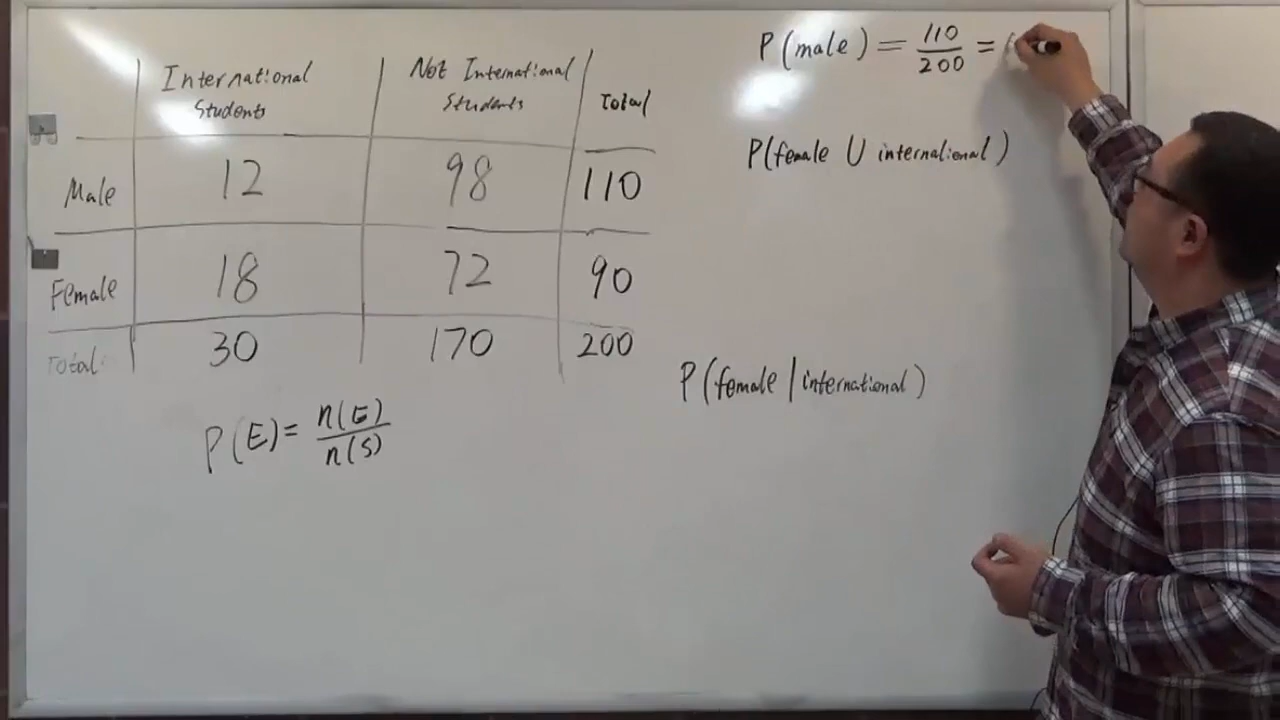 International Students | Not International Students | Total
Male | 12 | 98 | 110
Female | 18 | 72 | 90
Total | 30 | 170 | 200
P(E) = n(E) / n(S)
P(male) = 110 / 200 =
P(female U international)
P(female | international)